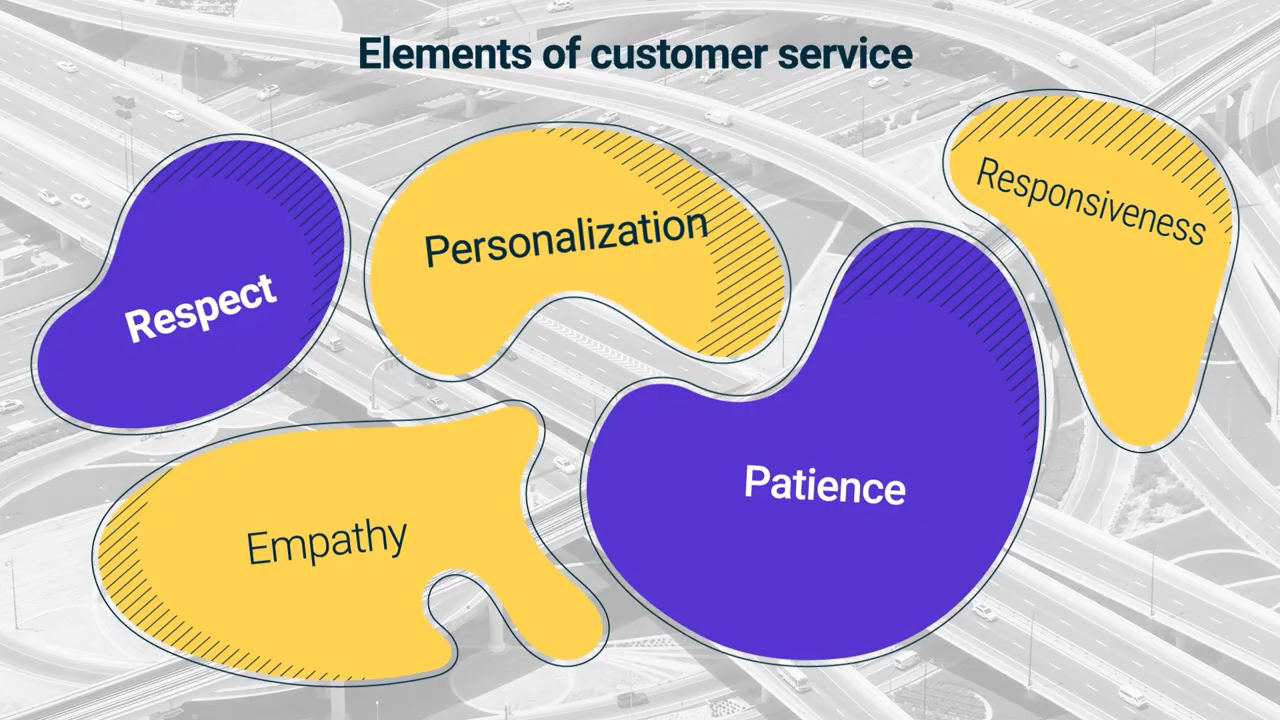 Elements of customer service
Respect
Personalization
Responsiveness
Empathy
Patience